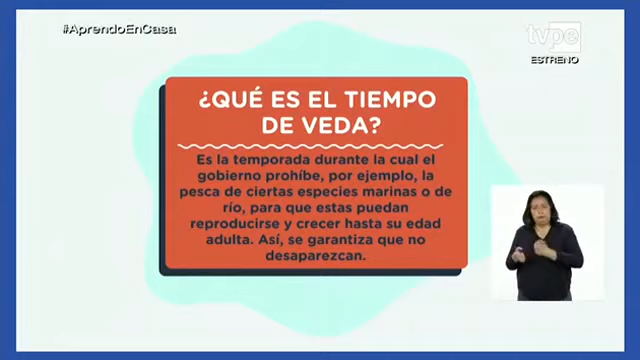 #AprendoEnCasa
tvpe
ESTRENO
¿QUÉ ES EL TIEMPO
DE VEDA?
Es la temporada durante la cual el
gobierno prohíbe, por ejemplo, la
pesca de ciertas especies marinas o de
río, para que estas puedan
reproducirse y crecer hasta su edad
adulta. Así, se garantiza que no
desaparezcan.